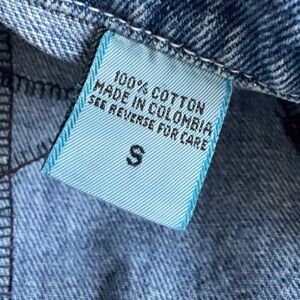 100% COTTON
MADE IN COLOMBIA
SEE REVERSE FOR CARE
S